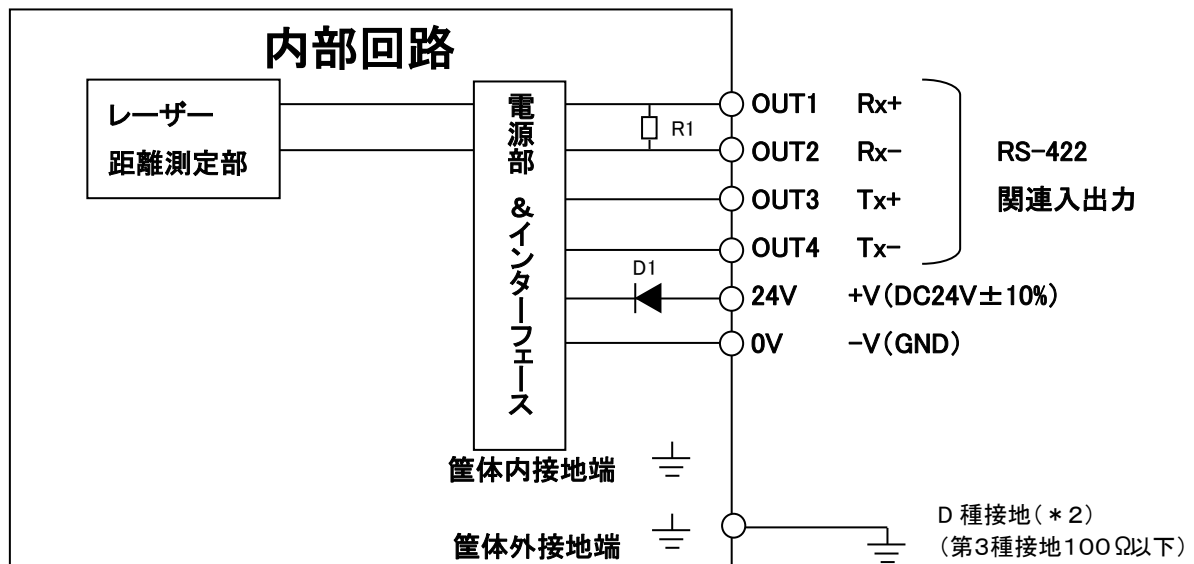 内部回路
レーザー
距離測定部
電源部 &インターフェース
R1
D1
OUT1 Rx+
OUT2 Rx-
OUT3 Tx+
OUT4 Tx-
24V +V(DC24V±10%)
0V -V(GND)
RS-422
関連入出力
筐体内接地端
筐体外接地端
D種接地(*2)
(第3種接地100Ω以下)